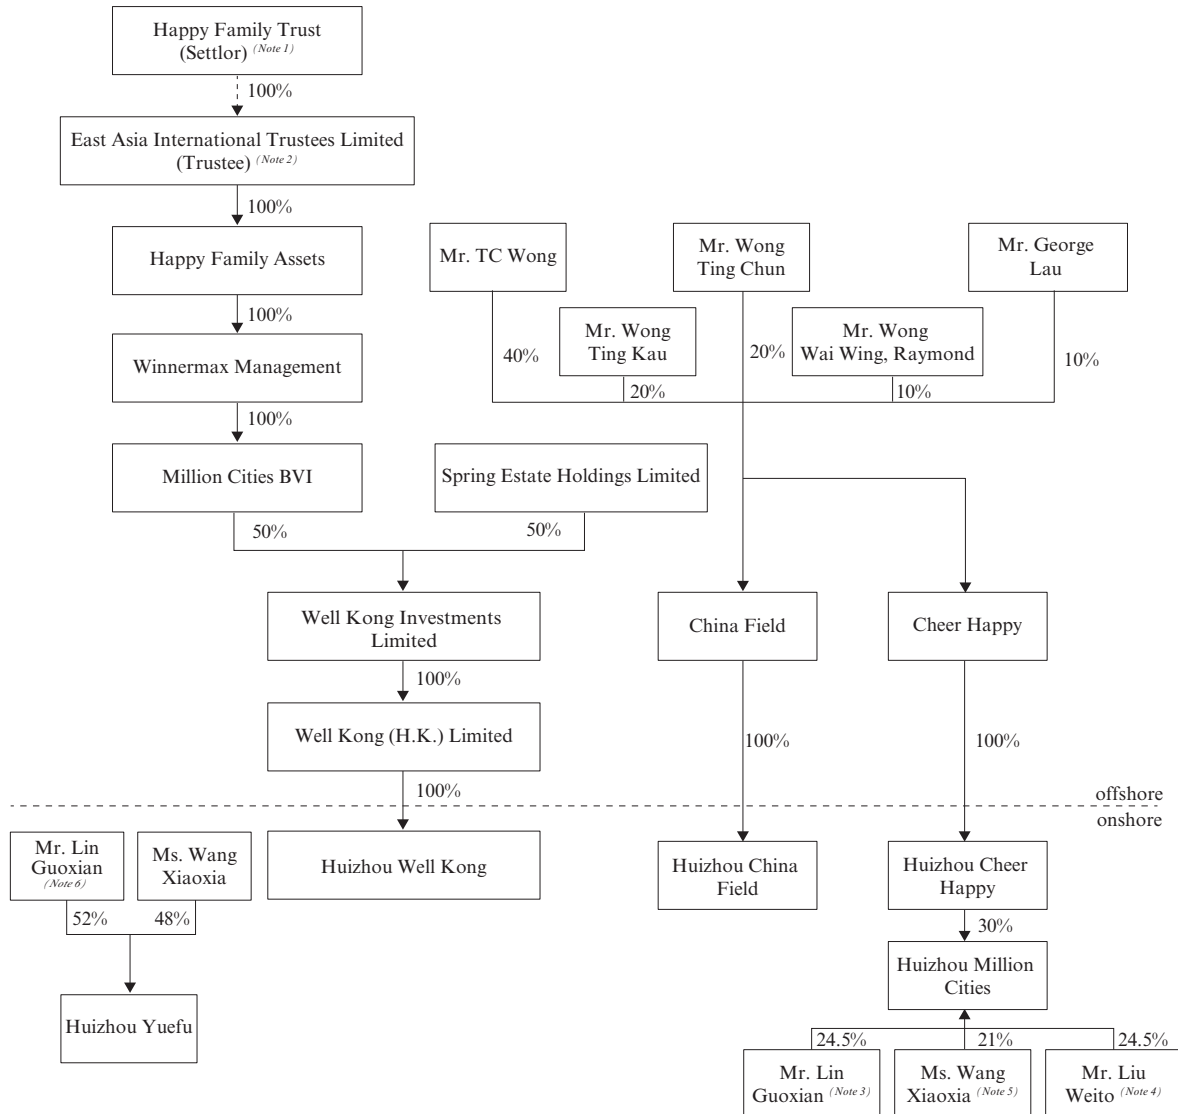 Happy Family Trust
(Settlor) (Note 1)
100%
East Asia International Trustees Limited
(Trustee) (Note 2)
100%
Happy Family Assets
Mr. TC Wong
Mr. Wong
Ting Chun
Mr. George
Lau
100%
Winnermax Management
Mr. Wong
Ting Kau
Mr. Wong
Wai Wing, Raymond
40%
20%
10%
20%
10%
100%
Million Cities BVI
Spring Estate Holdings Limited
50%
50%
Well Kong Investments
Limited
China Field
Cheer Happy
100%
Well Kong (H.K.) Limited
100%
100%
100%
offshore
onshore
Mr. Lin
Guoxian
(Note 6)
Ms. Wang
Xiaoxia
Huizhou Well Kong
Huizhou China
Field
Huizhou Cheer
Happy
52%
48%
30%
Huizhou Yuefu
Huizhou Million
Cities
24.5%
21%
24.5%
Mr. Lin
Guoxian (Note 3)
Ms. Wang
Xiaoxia (Note 5)
Mr. Liu
Weito (Note 4)